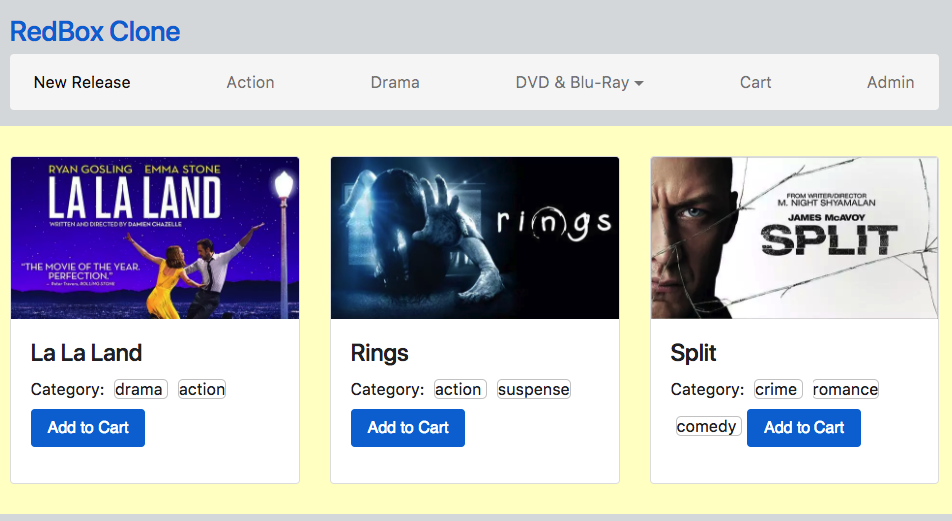 RedBox Clone
New Release Action Drama DVD & Blu-Ray Cart Admin
RYAN GOSLING EMMA STONE
LA LA LAND
WRITTEN AND DIRECTED BY DAMIEN CHAZELLE
"THE MOVIE OF THE YEAR.
PERFECTION."
— Peter Travers, ROLLING STONE
rings
FROM WRITER/DIRECTOR
M. NIGHT SHYAMALAN
JAMES McAVOY
SPLIT
La La Land
Category: drama action
Add to Cart
Rings
Category: action suspense
Add to Cart
Split
Category: crime romance
comedy Add to Cart